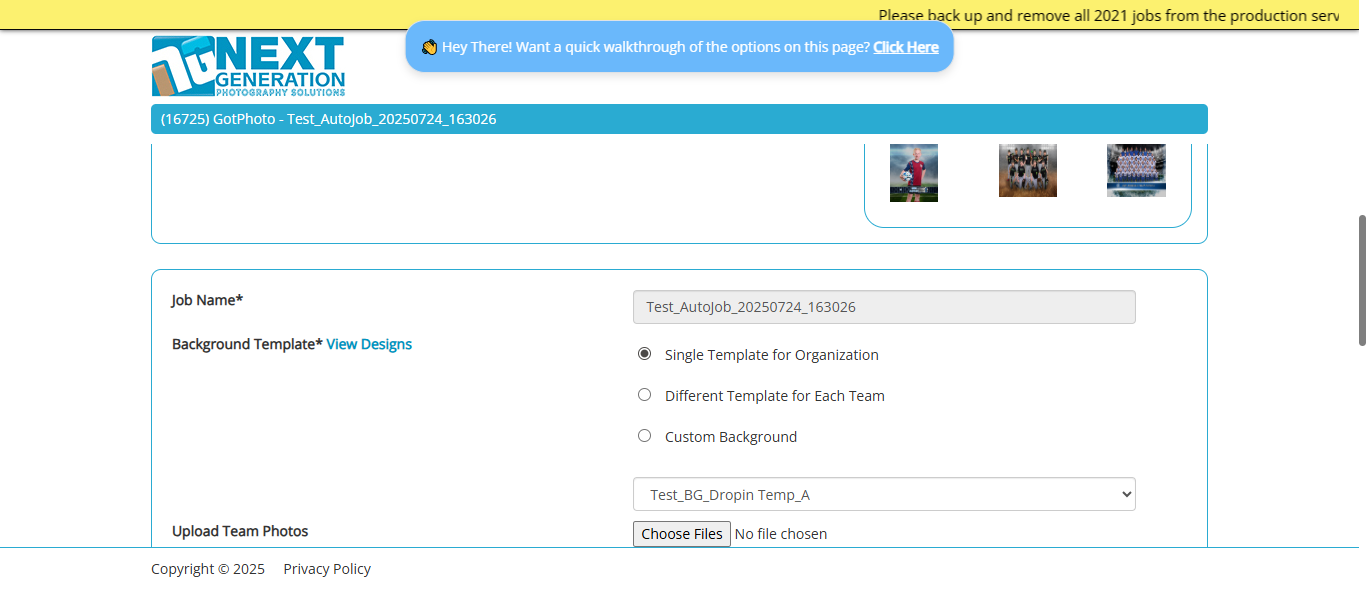 Please back up and remove all 2021 jobs from the production serv
👋 Hey There! Want a quick walkthrough of the options on this page? Click Here
NEXT
GENERATION
PHOTOGRAPHY SOLUTIONS
(16725) GotPhoto - Test_AutoJob_20250724_163026
Job Name*
Test_AutoJob_20250724_163026
Background Template* View Designs
Single Template for Organization
Different Template for Each Team
Custom Background
Test_BG_Dropin Temp_A
Upload Team Photos
Choose Files No file chosen
Copyright © 2025 Privacy Policy